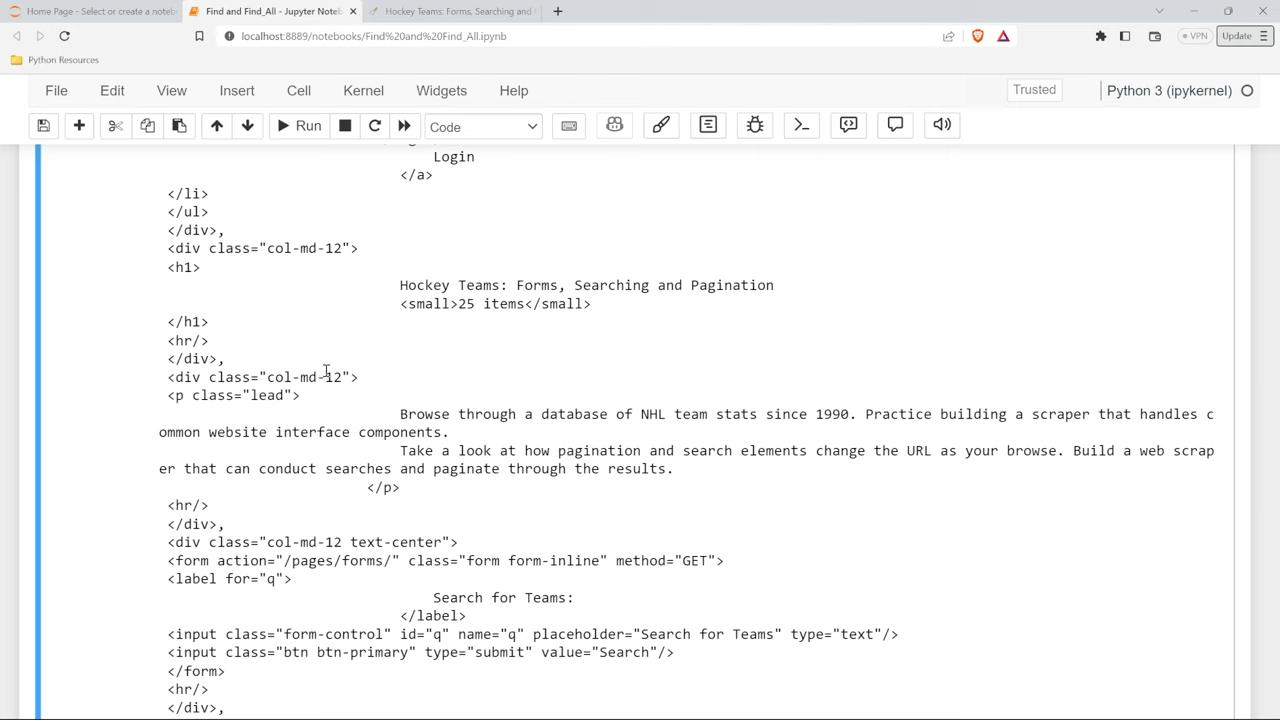 Home Page - Select or create a noteb
Find and Find_All - Jupyter Noteb
Hockey Teams: Forms, Searching and
localhost:8889/notebooks/Find%20and%20Find_All.ipynb
VPN
Update
Python Resources
File Edit View Insert Cell Kernel Widgets Help
Trusted
Python 3 (ipykernel)
Run
Code
Login
</a>
</li>
</ul>
</div>,
<div class="col-md-12">
<h1>
Hockey Teams: Forms, Searching and Pagination
<small>25 items</small>
</h1>
<hr/>
</div>,
<div class="col-md-12">
<p class="lead">
Browse through a database of NHL team stats since 1990. Practice building a scraper that handles c
ommon website interface components.
Take a look at how pagination and search elements change the URL as your browse. Build a web scrap
er that can conduct searches and paginate through the results.
</p>
<hr/>
</div>,
<div class="col-md-12 text-center">
<form action="/pages/forms/" class="form form-inline" method="GET">
<label for="q">
Search for Teams:
</label>
<input class="form-control" id="q" name="q" placeholder="Search for Teams" type="text"/>
<input class="btn btn-primary" type="submit" value="Search"/>
</form>
<hr/>
</div>,